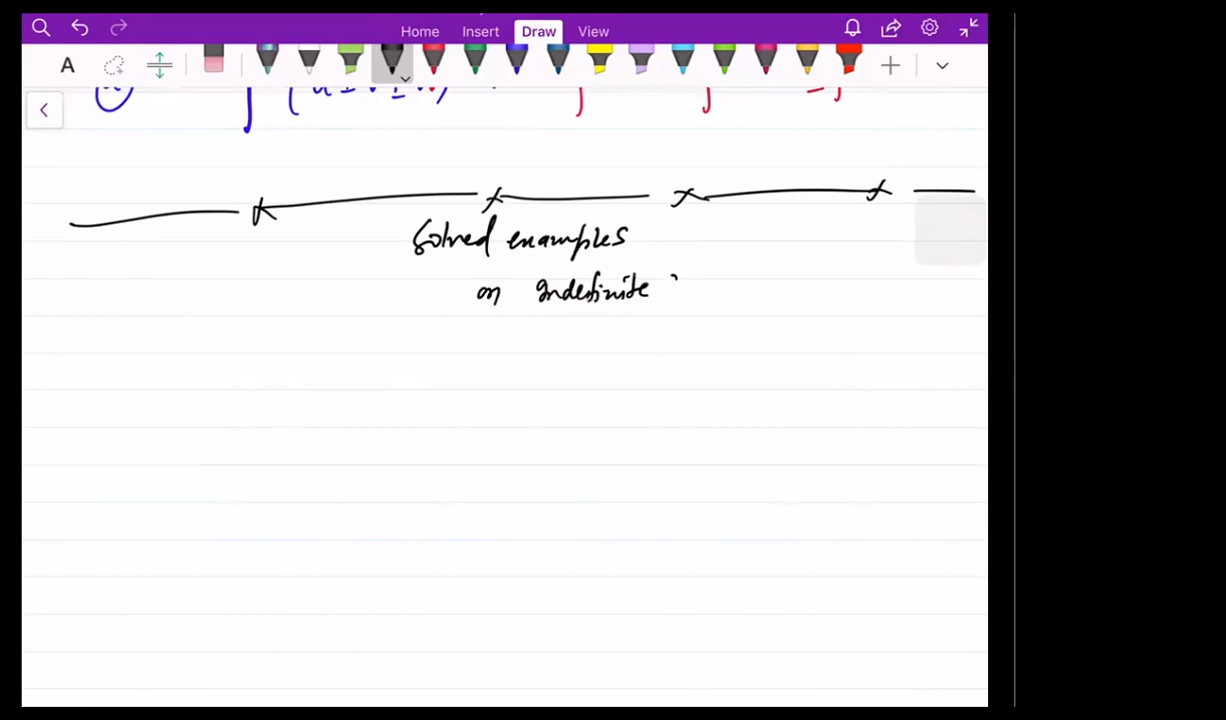 Home Insert Draw View
A
∫ (u ± v ± w)
Solved examples
on Indefinite